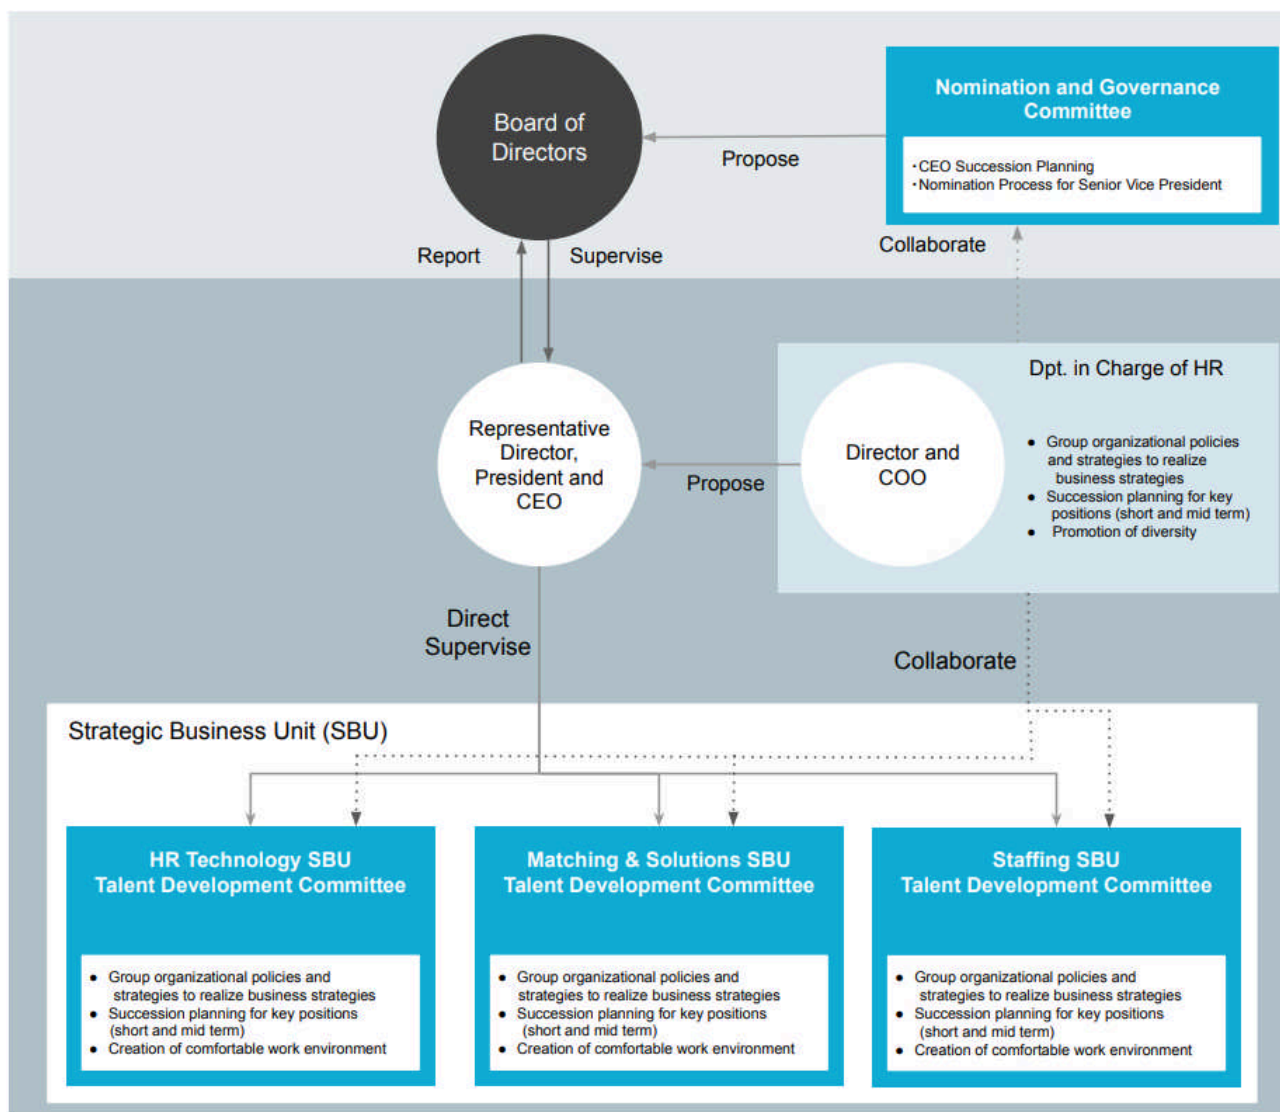 Board of
Directors
Nomination and Governance
Committee
・CEO Succession Planning
・Nomination Process for Senior Vice President
Propose
Collaborate
Report
Supervise
Dpt. in Charge of HR
Representative
Director,
President and
CEO
Propose
Director and
COO
● Group organizational policies
and strategies to realize
business strategies
● Succession planning for key
positions (short and mid term)
● Promotion of diversity
Direct
Supervise
Collaborate
Strategic Business Unit (SBU)
HR Technology SBU
Talent Development Committee
● Group organizational policies and
strategies to realize business strategies
● Succession planning for key positions
(short and mid term)
● Creation of comfortable work environment
Matching & Solutions SBU
Talent Development Committee
● Group organizational policies and
strategies to realize business strategies
● Succession planning for key positions
(short and mid term)
● Creation of comfortable work environment
Staffing SBU
Talent Development Committee
● Group organizational policies and
strategies to realize business strategies
● Succession planning for key positions
(short and mid term)
● Creation of comfortable work environment